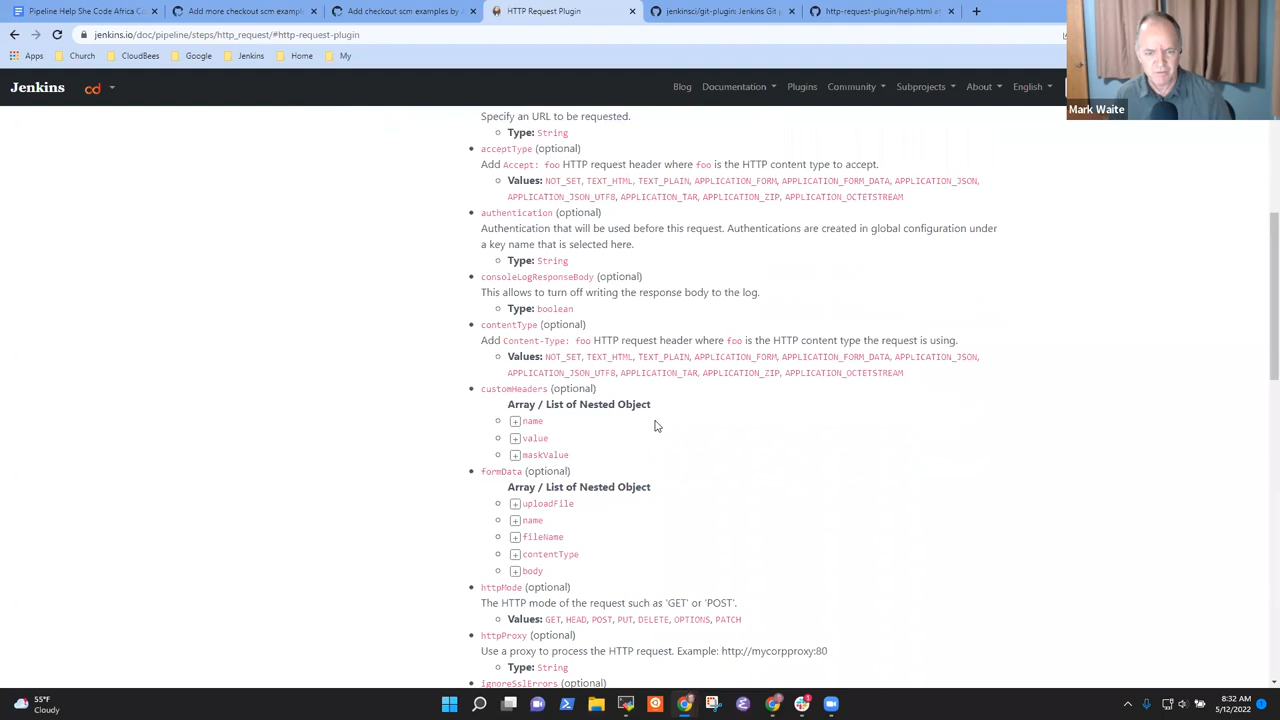 Pipeline Help She Code Africa Co
Add more checkout scm example
Add checkout scm examples by
HTTP Request Plugin
jenkinsci/git-plugin: Jenkins Git p
http-request-plugin/help.html at
jenkins.io/doc/pipeline/steps/http_request/#http-request-plugin
Apps
Church
CloudBees
Google
Jenkins
Home
My
Mark Waite
Jenkins
cd
Blog
Documentation
Plugins
Community
Subprojects
About
English
Specify an URL to be requested.
Type: String
acceptType (optional)
Add Accept: foo HTTP request header where foo is the HTTP content type to accept.
Values: NOT_SET, TEXT_HTML, TEXT_PLAIN, APPLICATION_FORM, APPLICATION_FORM_DATA, APPLICATION_JSON,
APPLICATION_JSON_UTF8, APPLICATION_TAR, APPLICATION_ZIP, APPLICATION_OCTETSTREAM
authentication (optional)
Authentication that will be used before this request. Authentications are created in global configuration under
a key name that is selected here.
Type: String
consoleLogResponseBody (optional)
This allows to turn off writing the response body to the log.
Type: boolean
contentType (optional)
Add Content-Type: foo HTTP request header where foo is the HTTP content type the request is using.
Values: NOT_SET, TEXT_HTML, TEXT_PLAIN, APPLICATION_FORM, APPLICATION_FORM_DATA, APPLICATION_JSON,
APPLICATION_JSON_UTF8, APPLICATION_TAR, APPLICATION_ZIP, APPLICATION_OCTETSTREAM
customHeaders (optional)
Array / List of Nested Object
name
value
maskValue
formData (optional)
Array / List of Nested Object
uploadFile
name
fileName
contentType
body
httpMode (optional)
The HTTP mode of the request such as 'GET' or 'POST'.
Values: GET, HEAD, POST, PUT, DELETE, OPTIONS, PATCH
httpProxy (optional)
Use a proxy to process the HTTP request. Example: http://mycorpproxy:80
Type: String
ignoreSslErrors (optional)
55°F
Cloudy
8:32 AM
5/12/2022